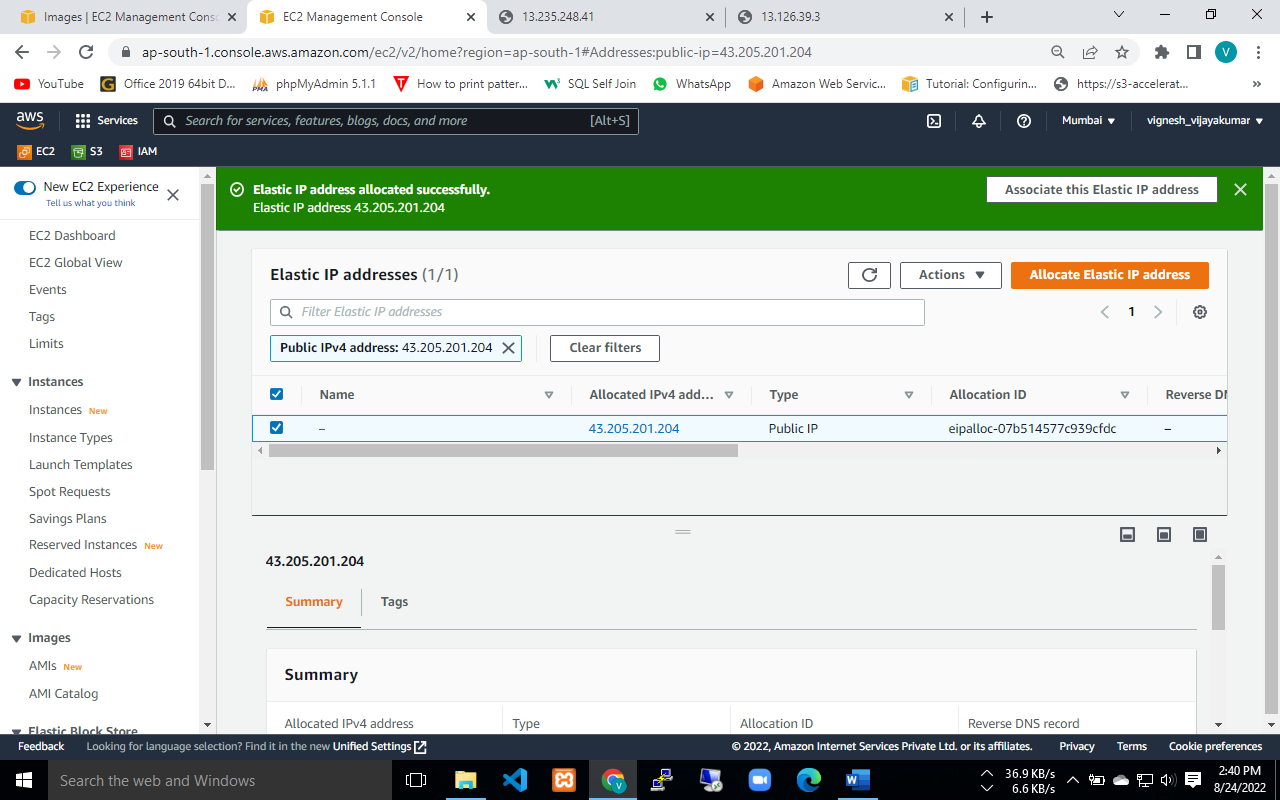 Images | EC2 Management Conso
EC2 Management Console
13.235.248.41
13.126.39.3
ap-south-1.console.aws.amazon.com/ec2/v2/home?region=ap-south-1#Addresses:public-ip=43.205.201.204
V
YouTube
Office 2019 64bit D...
phpMyAdmin 5.1.1
How to print patter...
SQL Self Join
WhatsApp
Amazon Web Servic...
Tutorial: Configurin...
https://s3-accelerat...
»
aws
Services
Search for services, features, blogs, docs, and more
[Alt+S]
Mumbai
vignesh_vijayakumar
EC2
S3
IAM
New EC2 Experience
Tell us what you think
EC2 Dashboard
EC2 Global View
Events
Tags
Limits
Instances
Instances New
Instance Types
Launch Templates
Spot Requests
Savings Plans
Reserved Instances New
Dedicated Hosts
Capacity Reservations
Images
AMIs New
AMI Catalog
Elastic Block Store
Elastic IP address allocated successfully.
Elastic IP address 43.205.201.204
Associate this Elastic IP address
Elastic IP addresses (1/1)
Actions
Allocate Elastic IP address
Filter Elastic IP addresses
1
Public IPv4 address: 43.205.201.204
Clear filters
Name
Allocated IPv4 add...
Type
Allocation ID
Reverse DN
–
43.205.201.204
Public IP
eipalloc-07b514577c939cfdc
–
43.205.201.204
Summary
Tags
Summary
Allocated IPv4 address
Type
Allocation ID
Reverse DNS record
Feedback
Looking for language selection? Find it in the new Unified Settings
© 2022, Amazon Internet Services Private Ltd. or its affiliates.
Privacy
Terms
Cookie preferences
Search the web and Windows
36.9 KB/s
6.6 KB/s
2:40 PM
8/24/2022